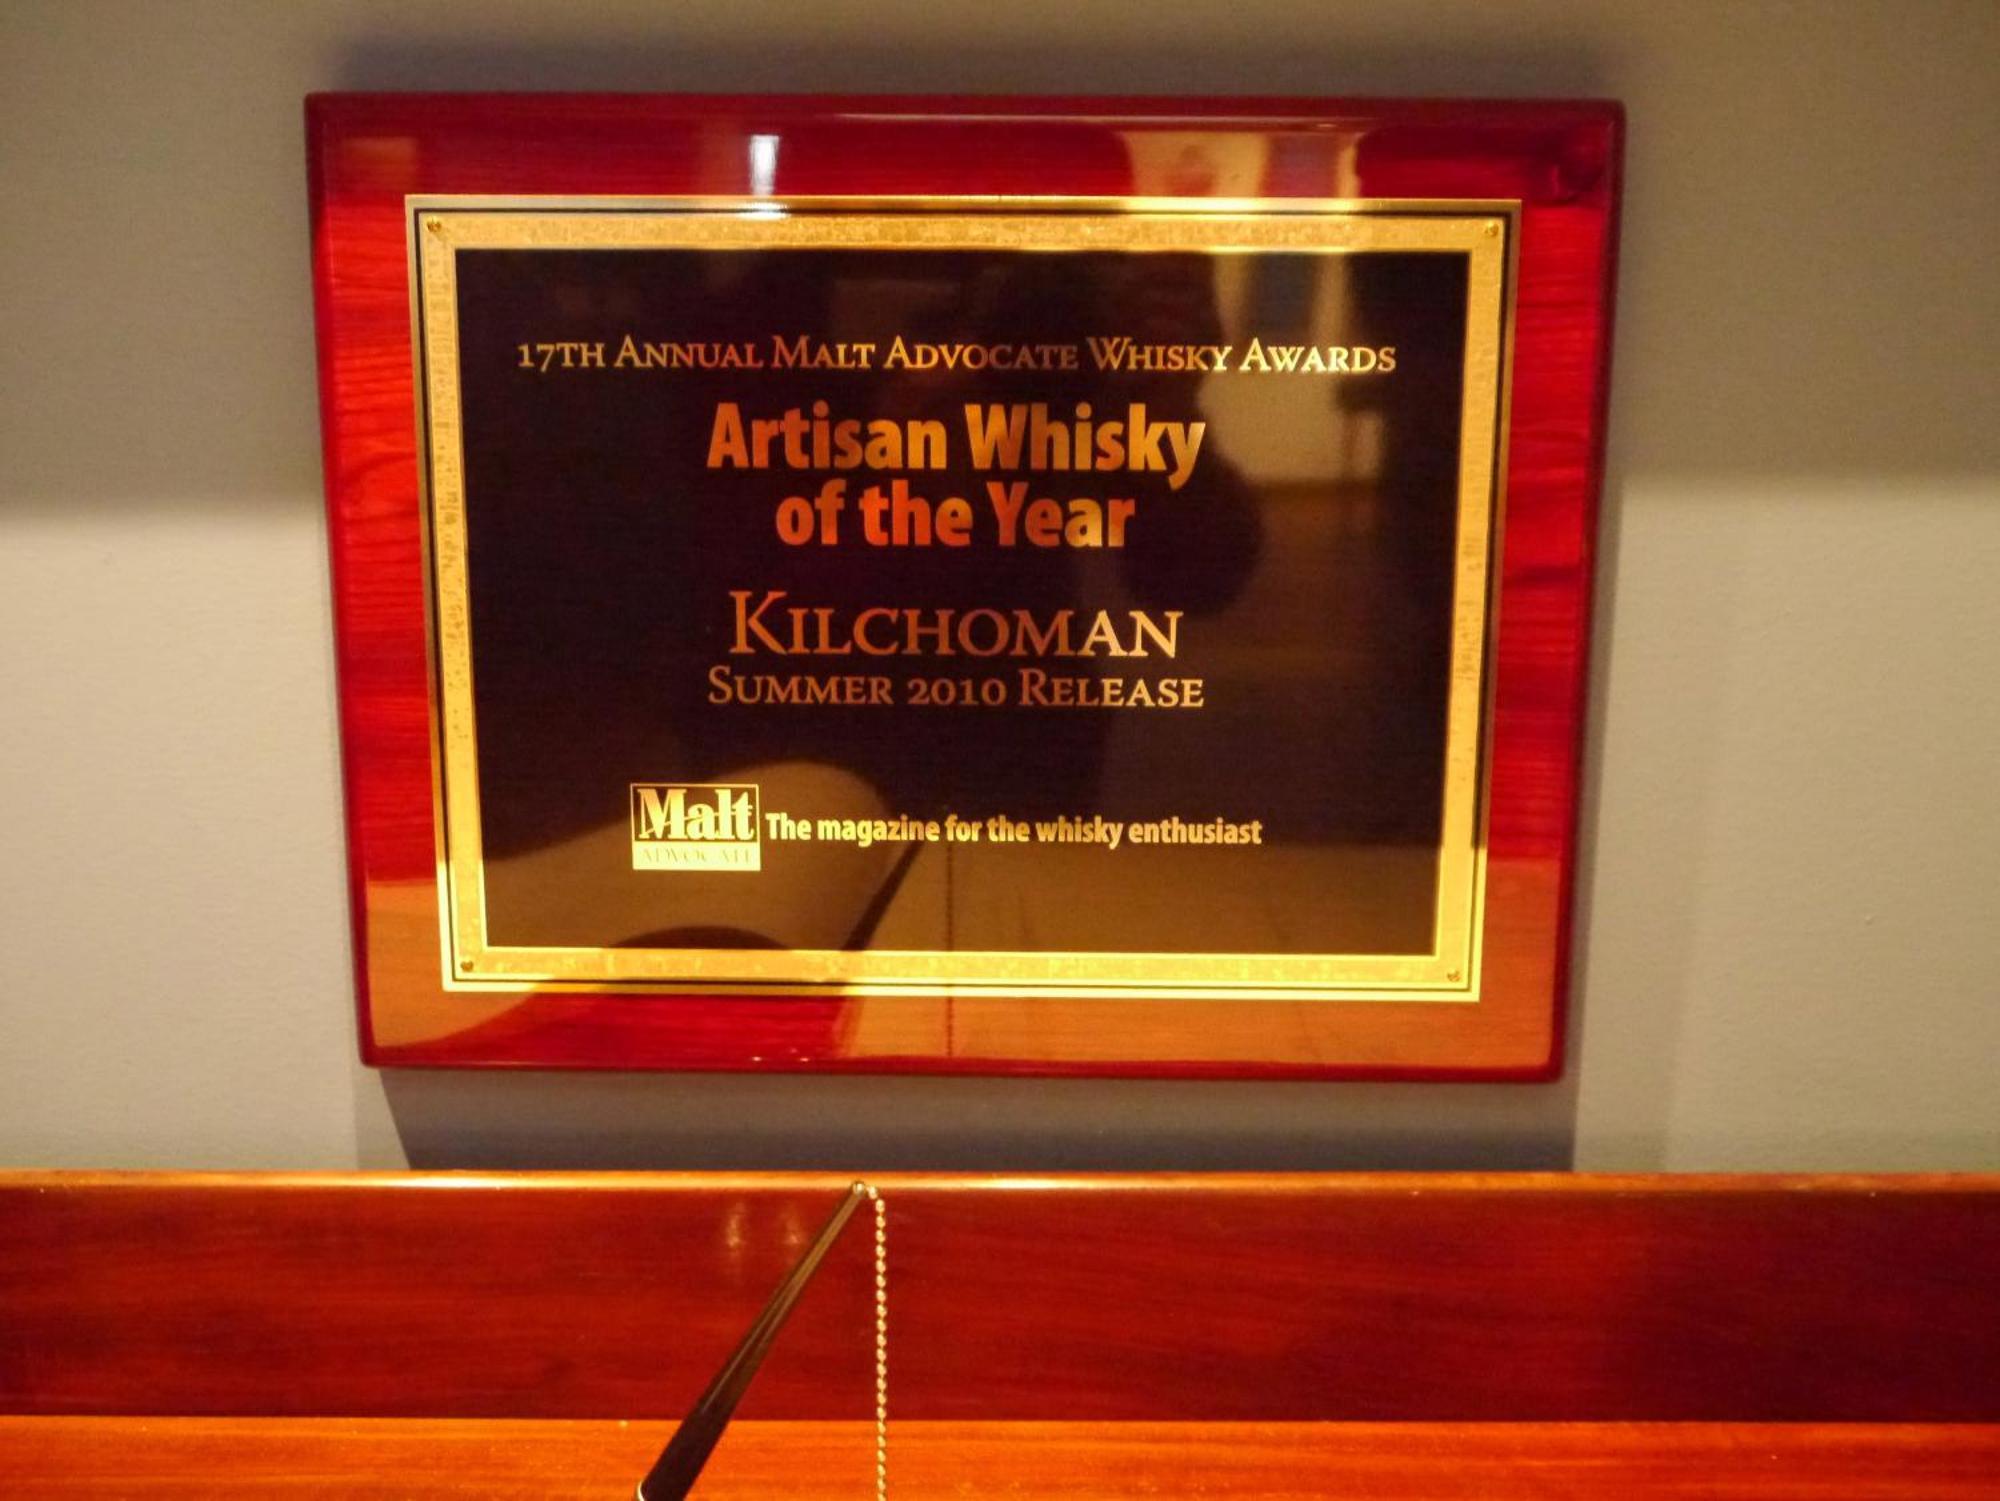 17TH ANNUAL MALT ADVOCATE WHISKY AWARDS
Artisan Whisky
of the Year
KILCHOMAN
SUMMER 2010 RELEASE
Malt
ADVOCATE
The magazine for the whisky enthusiast